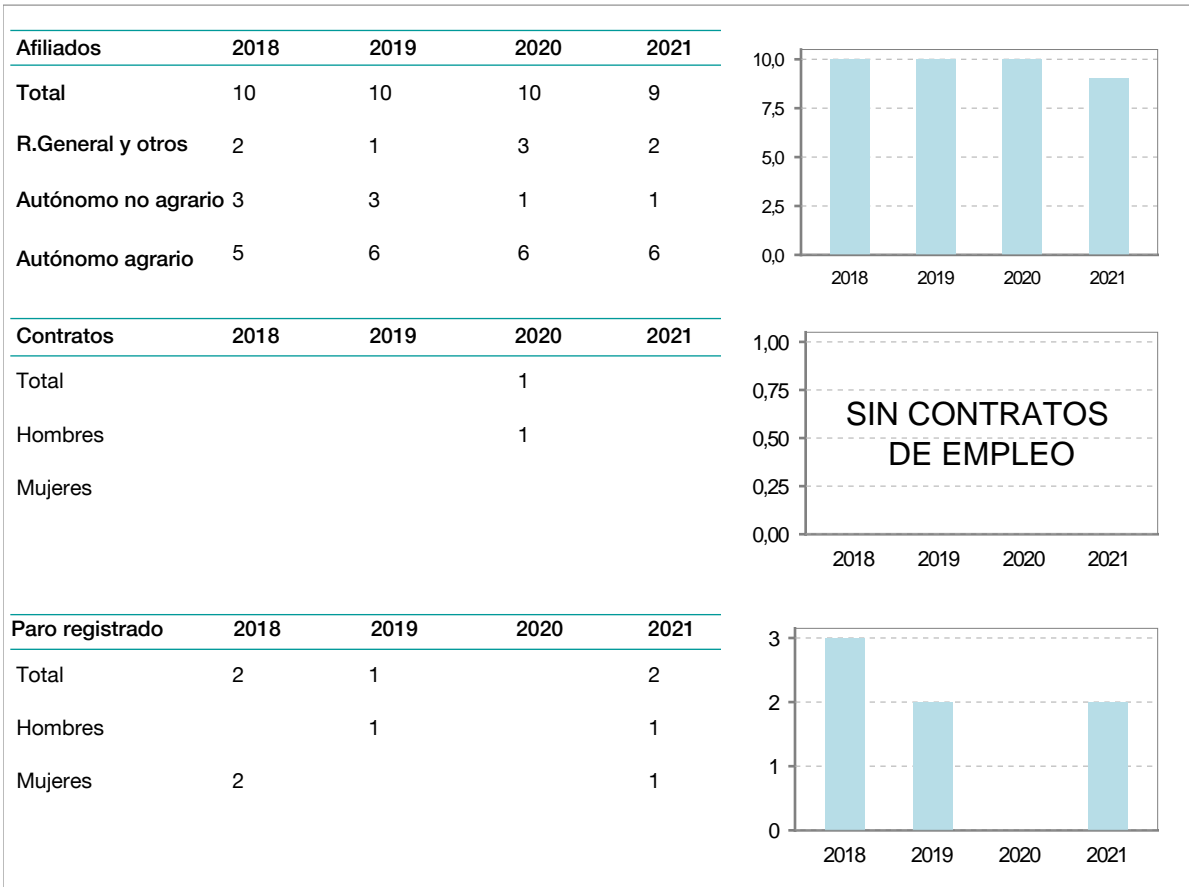 Afiliados 2018 2019 2020 2021
Total 10 10 10 9
R.General y otros 2 1 3 2
Autónomo no agrario 3 3 1 1
Autónomo agrario 5 6 6 6
10,0
7,5
5,0
2,5
0,0
2018 2019 2020 2021
Contratos 2018 2019 2020 2021
Total 1
Hombres 1
Mujeres
1,00
0,75
SIN CONTRATOS
0,50
DE EMPLEO
0,25
0,00
2018 2019 2020 2021
Paro registrado 2018 2019 2020 2021
Total 2 1 2
Hombres 1 1
Mujeres 2 1
3
2
1
0
2018 2019 2020 2021